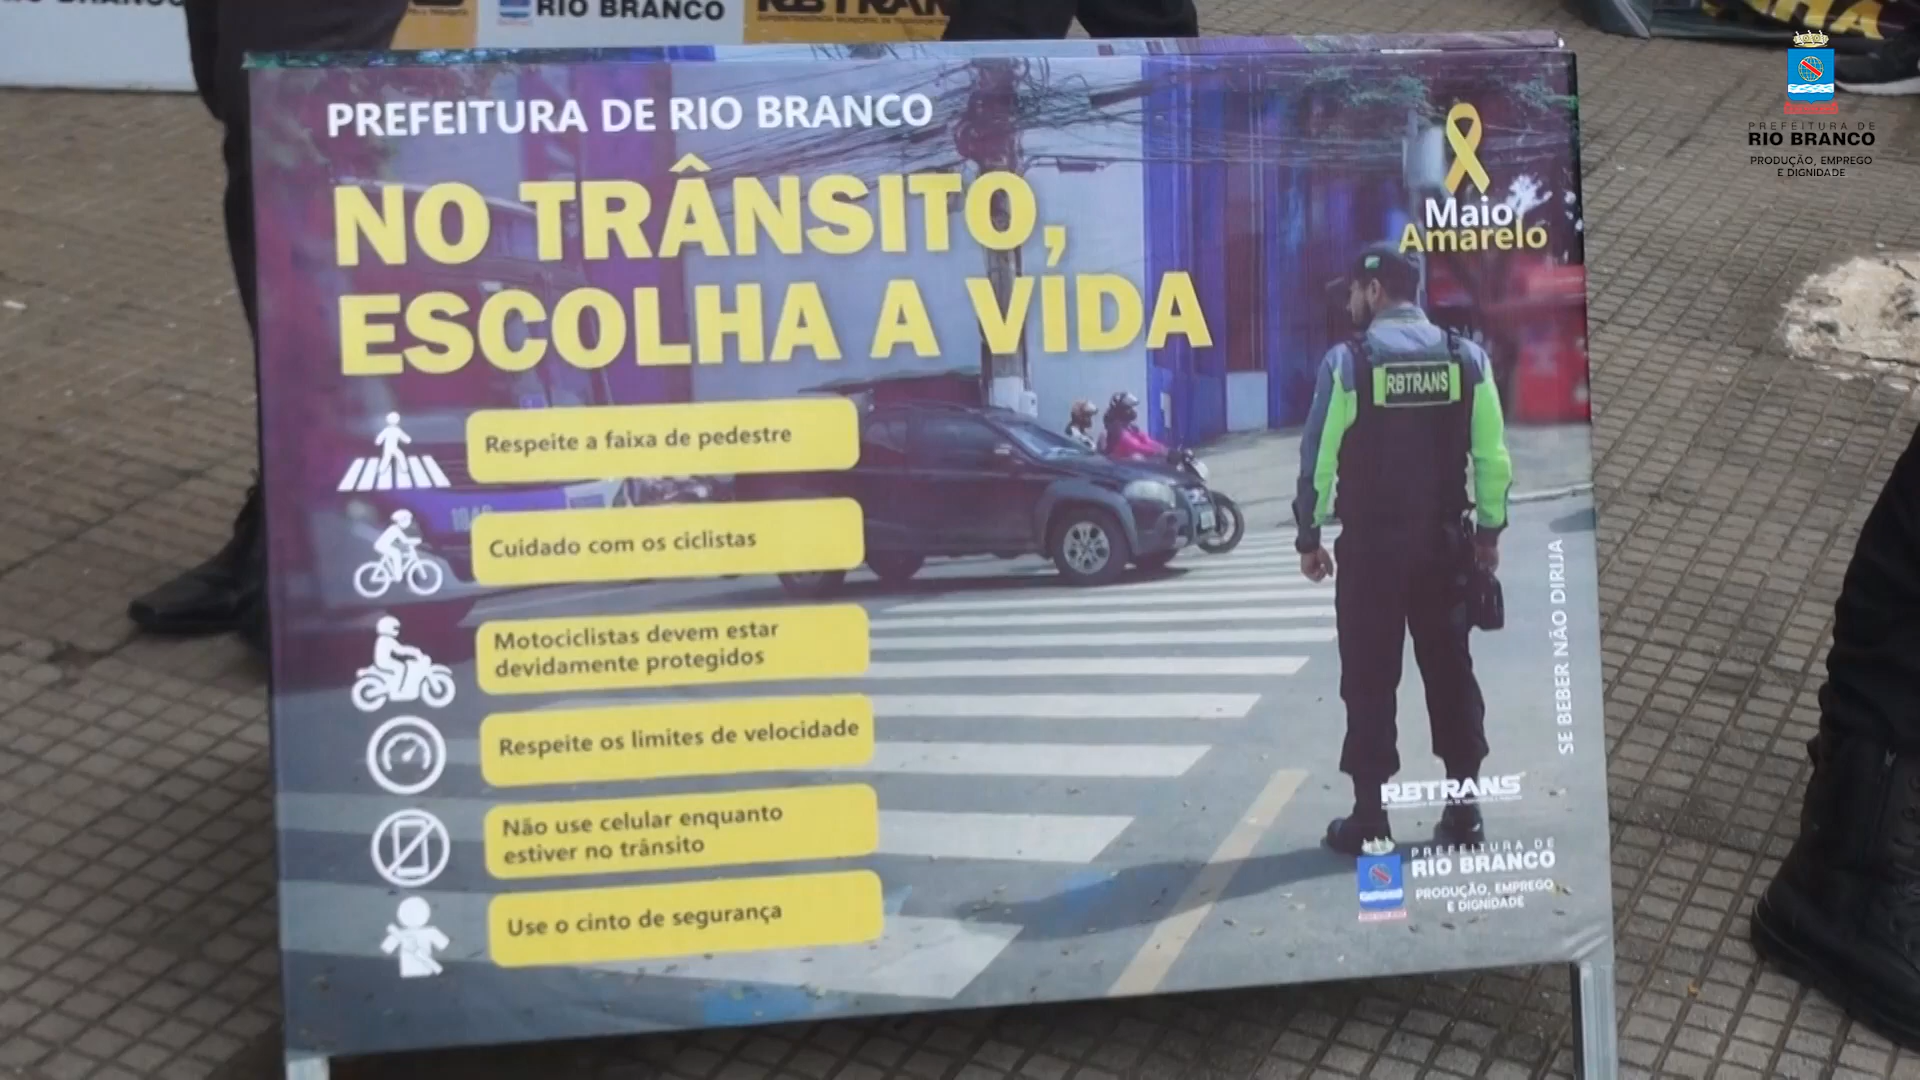 RIO BRANCO
RBTRANS
PREFEITURA DE
RIO BRANCO
PRODUÇÃO, EMPREGO
E DIGNIDADE
PREFEITURA DE RIO BRANCO
NO TRÂNSITO,
ESCOLHA A VIDA
Maio
Amarelo
RBTRANS
Respeite a faixa de pedestre
Cuidado com os ciclistas
Motociclistas devem estar
devidamente protegidos
Respeite os limites de velocidade
Não use celular enquanto
estiver no trânsito
Use o cinto de segurança
SE BEBER NÃO DIRIJA
RBTRANS
PREFEITURA DE
RIO BRANCO
PRODUÇÃO, EMPREGO
E DIGNIDADE